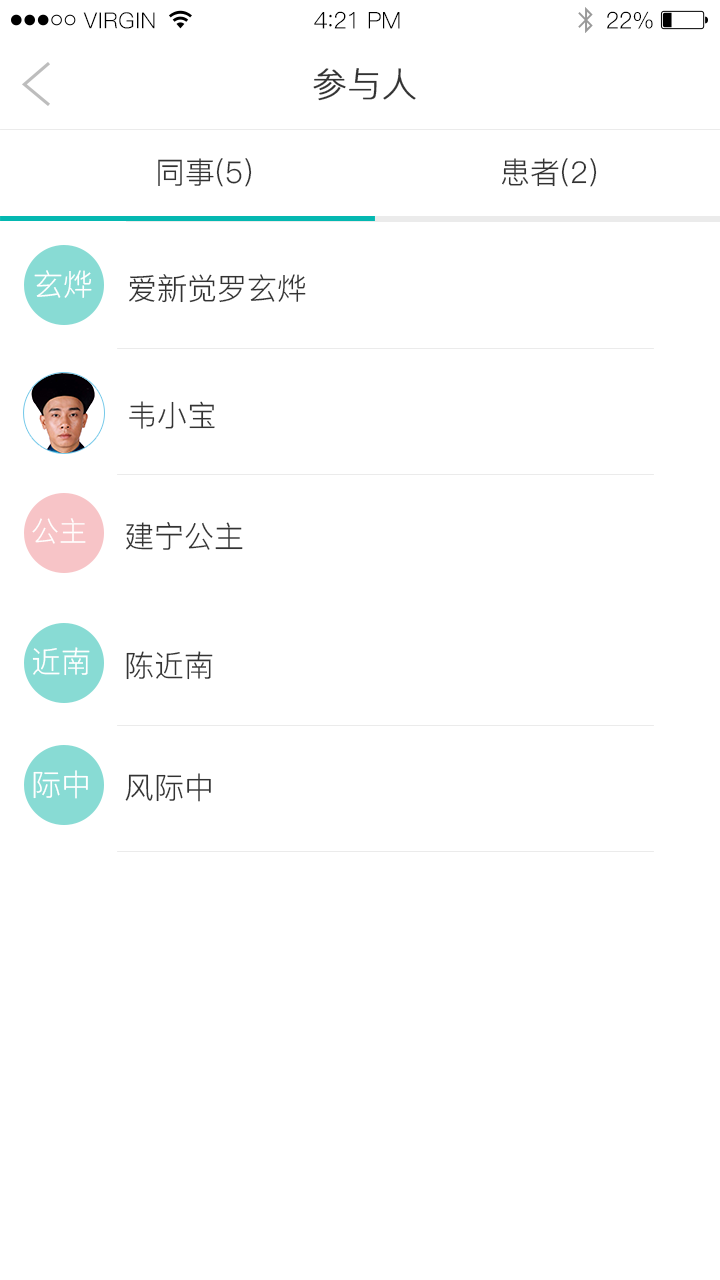 VIRGIN 4:21 PM 22%
参与人
同事(5) 患者(2)
玄烨 爱新觉罗玄烨
韦小宝
公主 建宁公主
近南 陈近南
际中 风际中